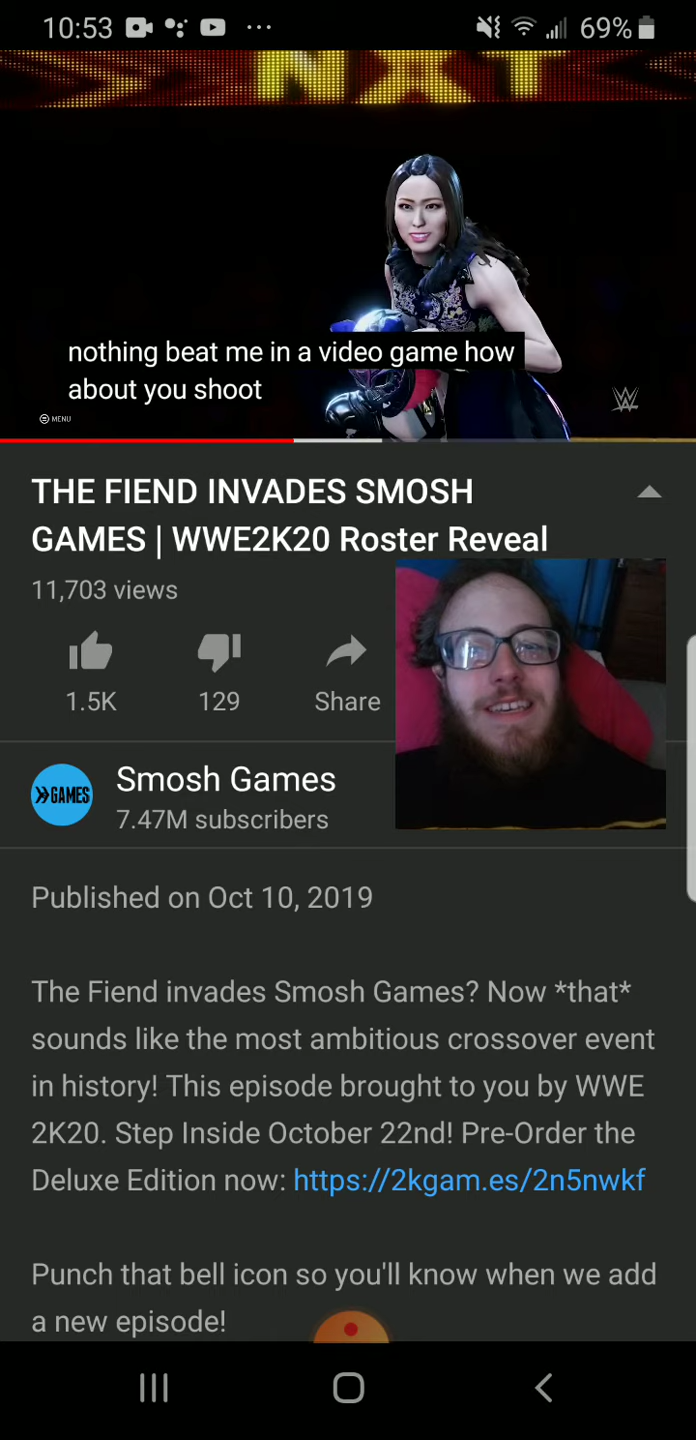 10:53
69%
NXT
nothing beat me in a video game how
about you shoot
MENU
W
THE FIEND INVADES SMOSH
GAMES | WWE2K20 Roster Reveal
11,703 views
1.5K
129
Share
GAMES
Smosh Games
7.47M subscribers
Published on Oct 10, 2019
The Fiend invades Smosh Games? Now *that*
sounds like the most ambitious crossover event
in history! This episode brought to you by WWE
2K20. Step Inside October 22nd! Pre-Order the
Deluxe Edition now: https://2kgam.es/2n5nwkf
Punch that bell icon so you'll know when we add
a new episode!